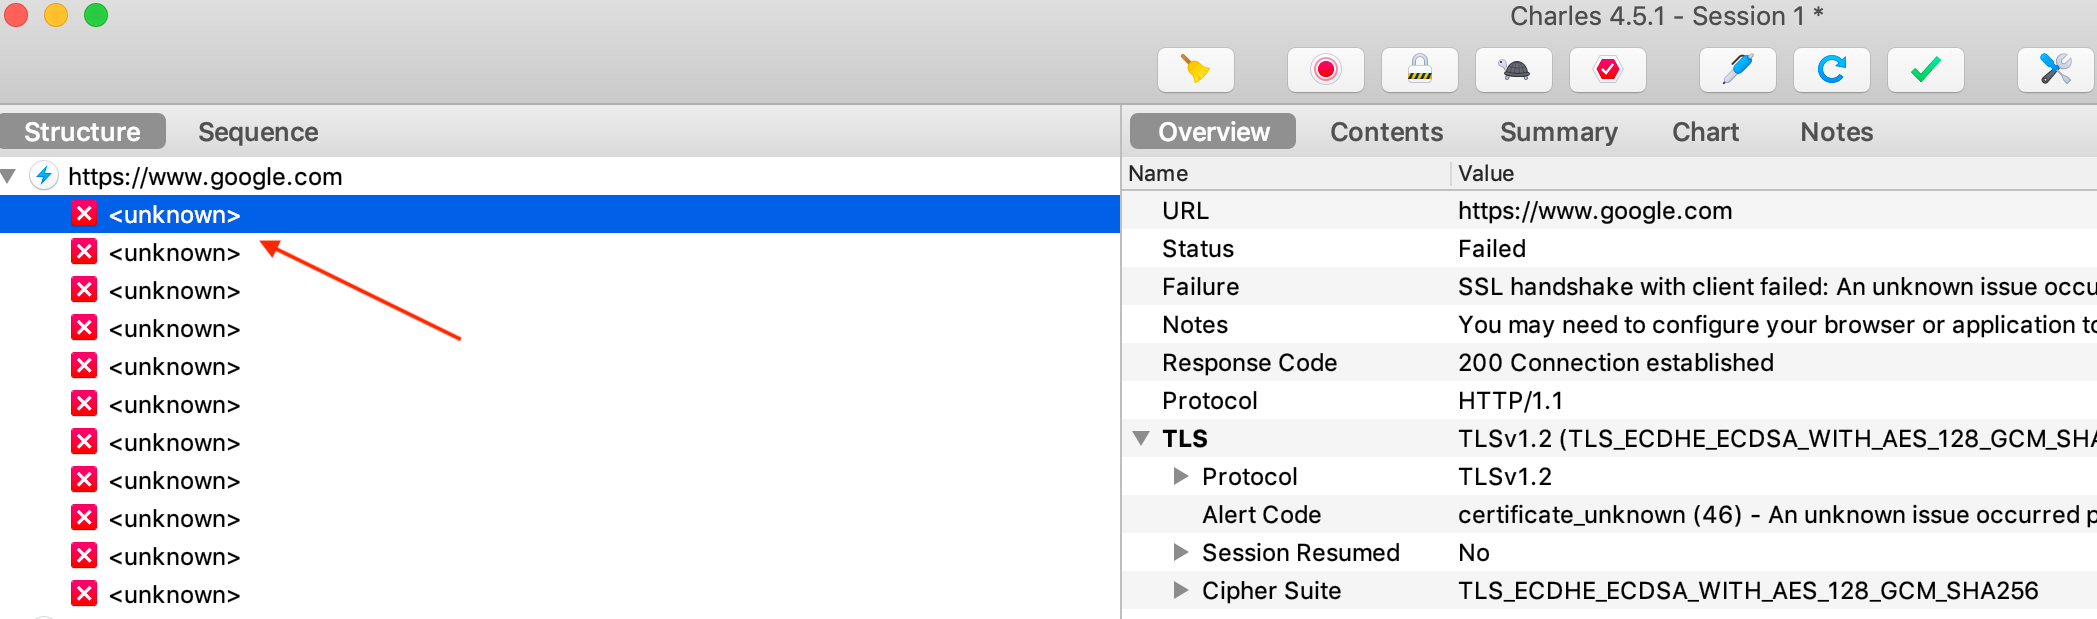 Charles 4.5.1 - Session 1 *
Structure Sequence
https://www.google.com
<unknown>
<unknown>
<unknown>
<unknown>
<unknown>
<unknown>
<unknown>
<unknown>
<unknown>
<unknown>
<unknown>
Overview Contents Summary Chart Notes
Name Value
URL https://www.google.com
Status Failed
Failure SSL handshake with client failed: An unknown issue occu
Notes You may need to configure your browser or application to
Response Code 200 Connection established
Protocol HTTP/1.1
TLS TLSv1.2 (TLS_ECDHE_ECDSA_WITH_AES_128_GCM_SHA
Protocol TLSv1.2
Alert Code certificate_unknown (46) - An unknown issue occurred p
Session Resumed No
Cipher Suite TLS_ECDHE_ECDSA_WITH_AES_128_GCM_SHA256